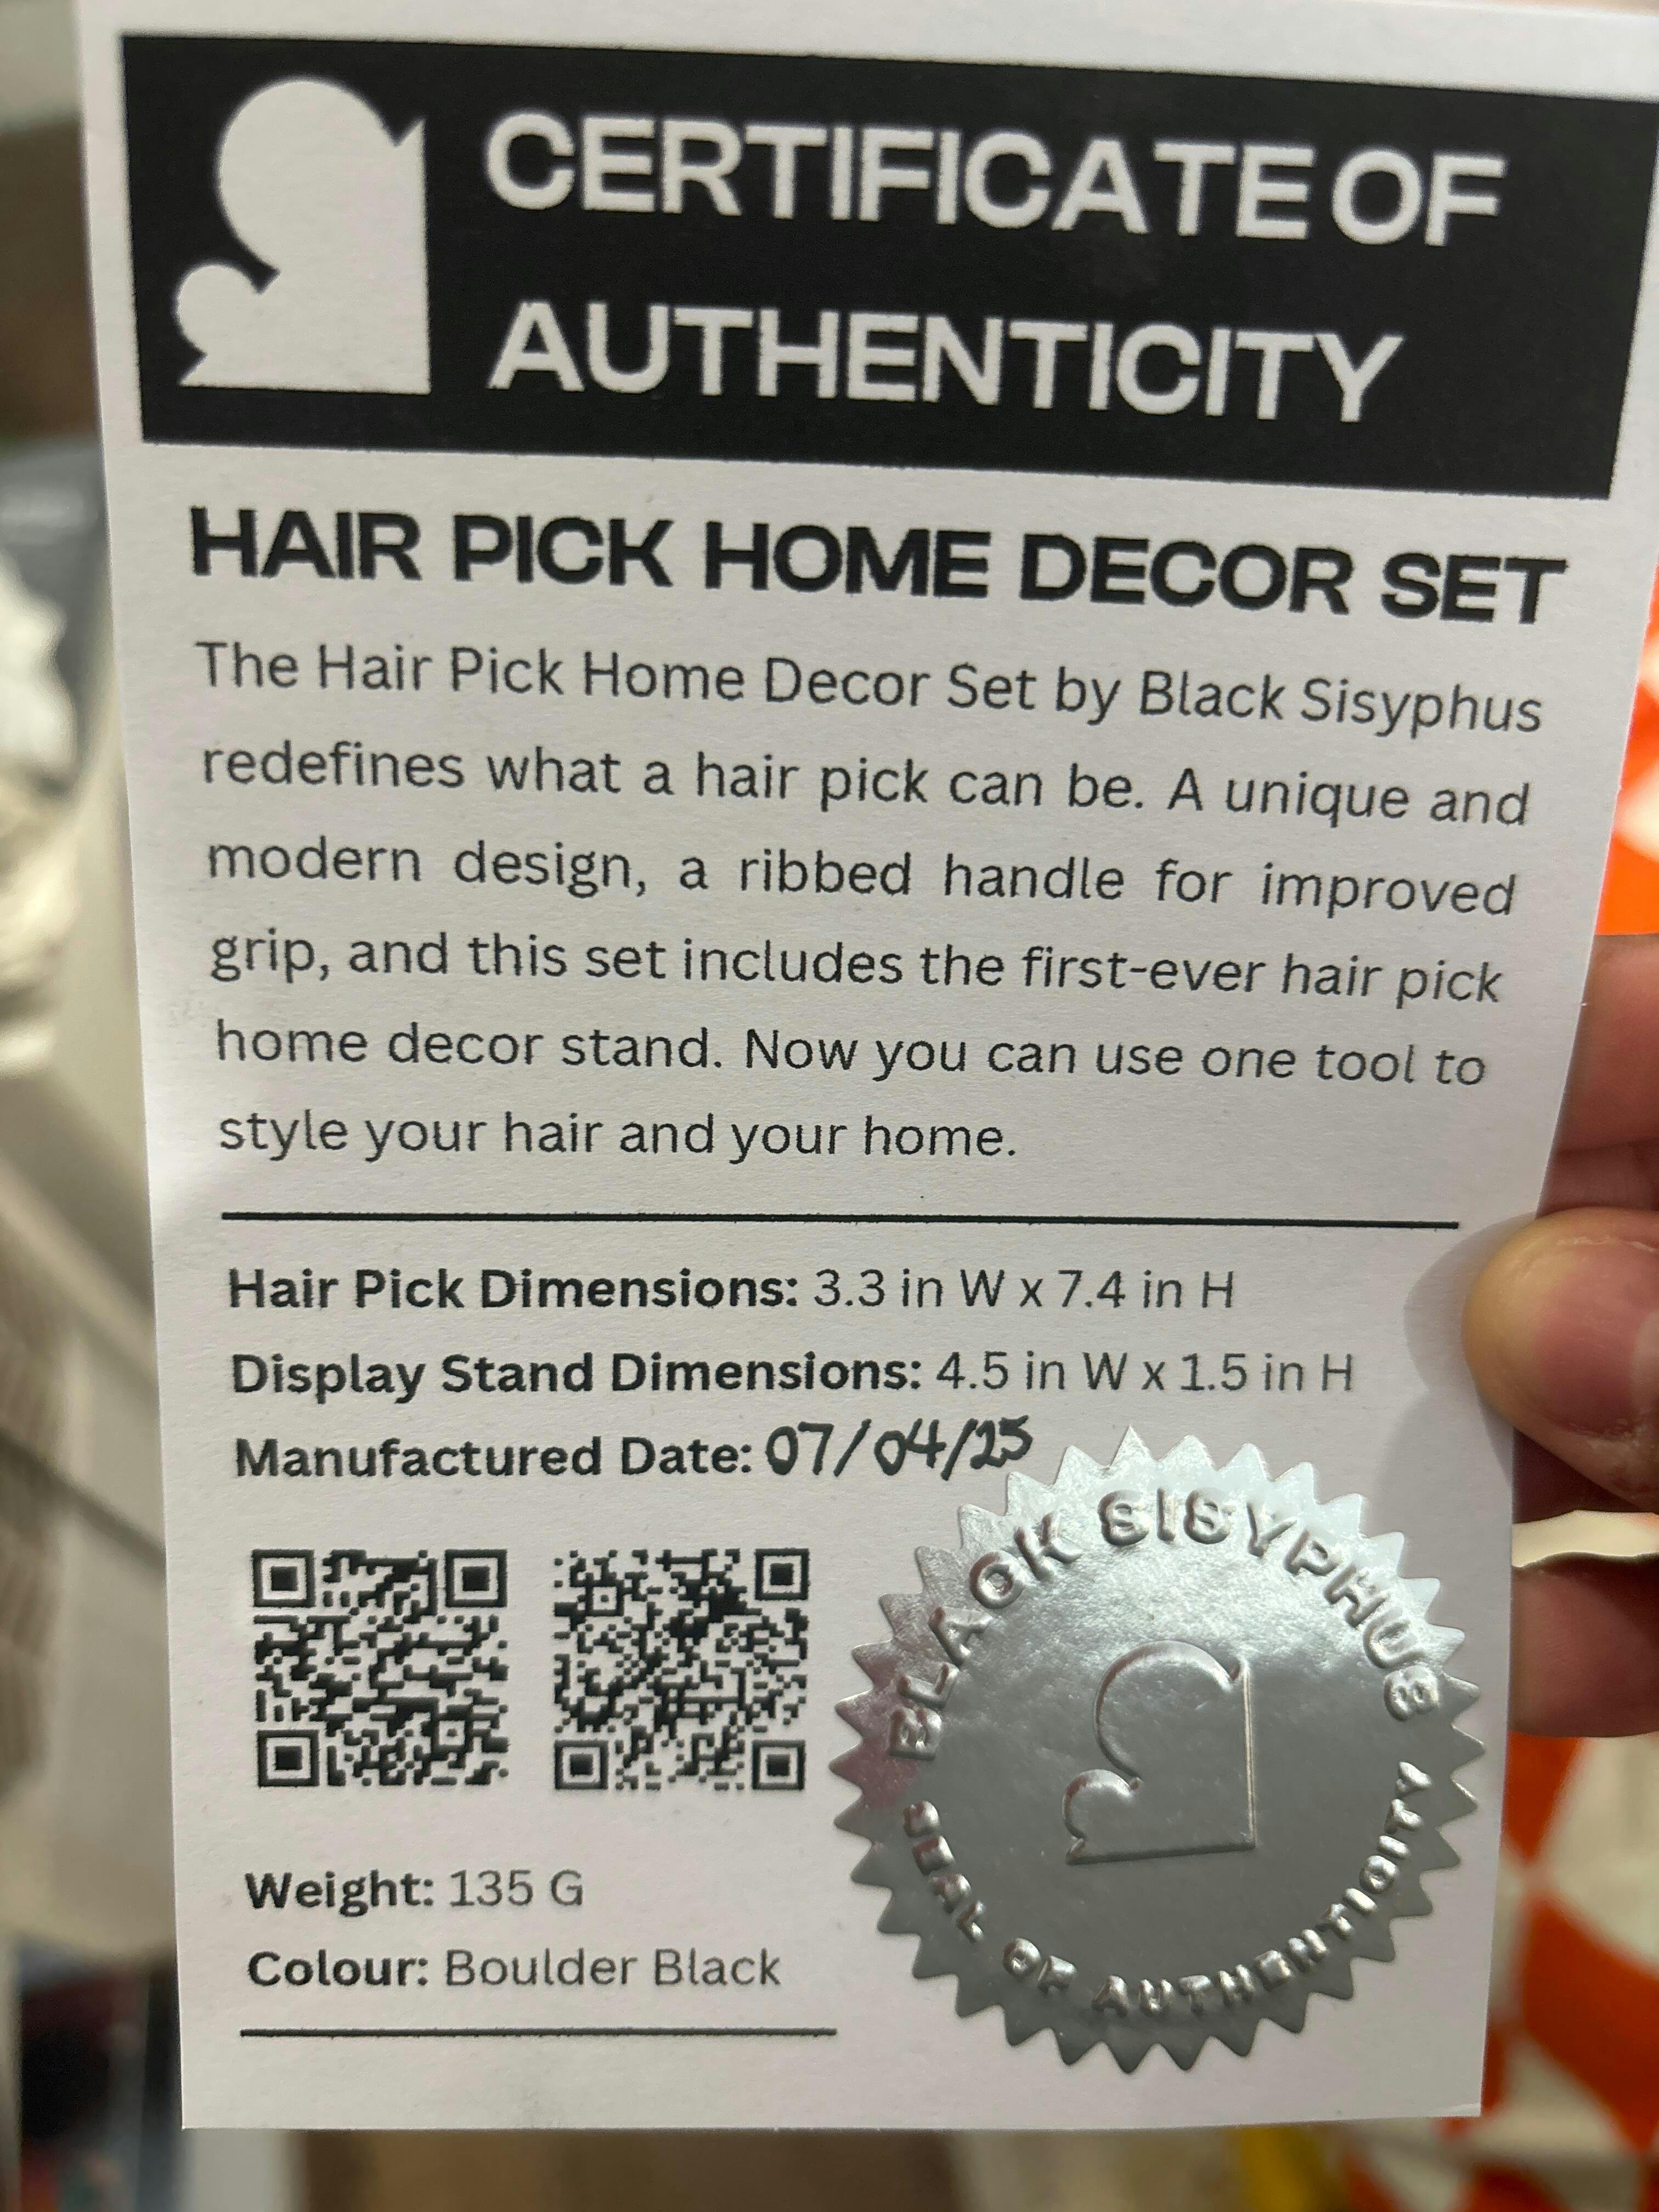 CERTIFICATE OF
AUTHENTICITY
HAIR PICK HOME DECOR SET
The Hair Pick Home Decor Set by Black Sisyphus
redefines what a hair pick can be. A unique and
modern design, a ribbed handle for improved
grip, and this set includes the first-ever hair pick
home decor stand. Now you can use one tool to
style your hair and your home.
Hair Pick Dimensions: 3.3 in W x 7.4 in H
Display Stand Dimensions: 4.5 in W x 1.5 in H
Manufactured Date: 07/04/25
BLACK SISYPHUS
SEAL OF AUTHENTICITY
Weight: 135 G
Colour: Boulder Black